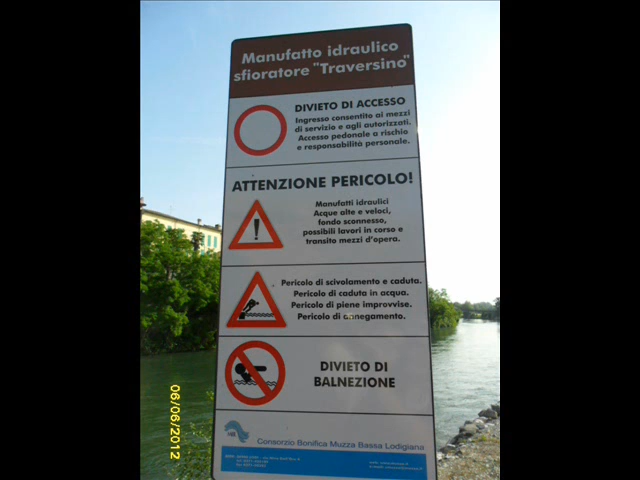 Manufatto idraulico
sfioratore "Traversino"
DIVIETO DI ACCESSO
Ingresso consentito ai mezzi
di servizio e agli autorizzati.
Accesso pedonale a rischio
e responsabilità personale.
ATTENZIONE PERICOLO!
Manufatti idraulici
Acque alte e veloci,
fondo sconnesso,
possibili lavori in corso e
transito mezzi d'opera.
Pericolo di scivolamento e caduta.
Pericolo di caduta in acqua.
Pericolo di piene improvvise.
Pericolo di annegamento.
DIVIETO DI
BALNEZIONE
Consorzio Bonifica Muzza Bassa Lodigiana
06/06/2012